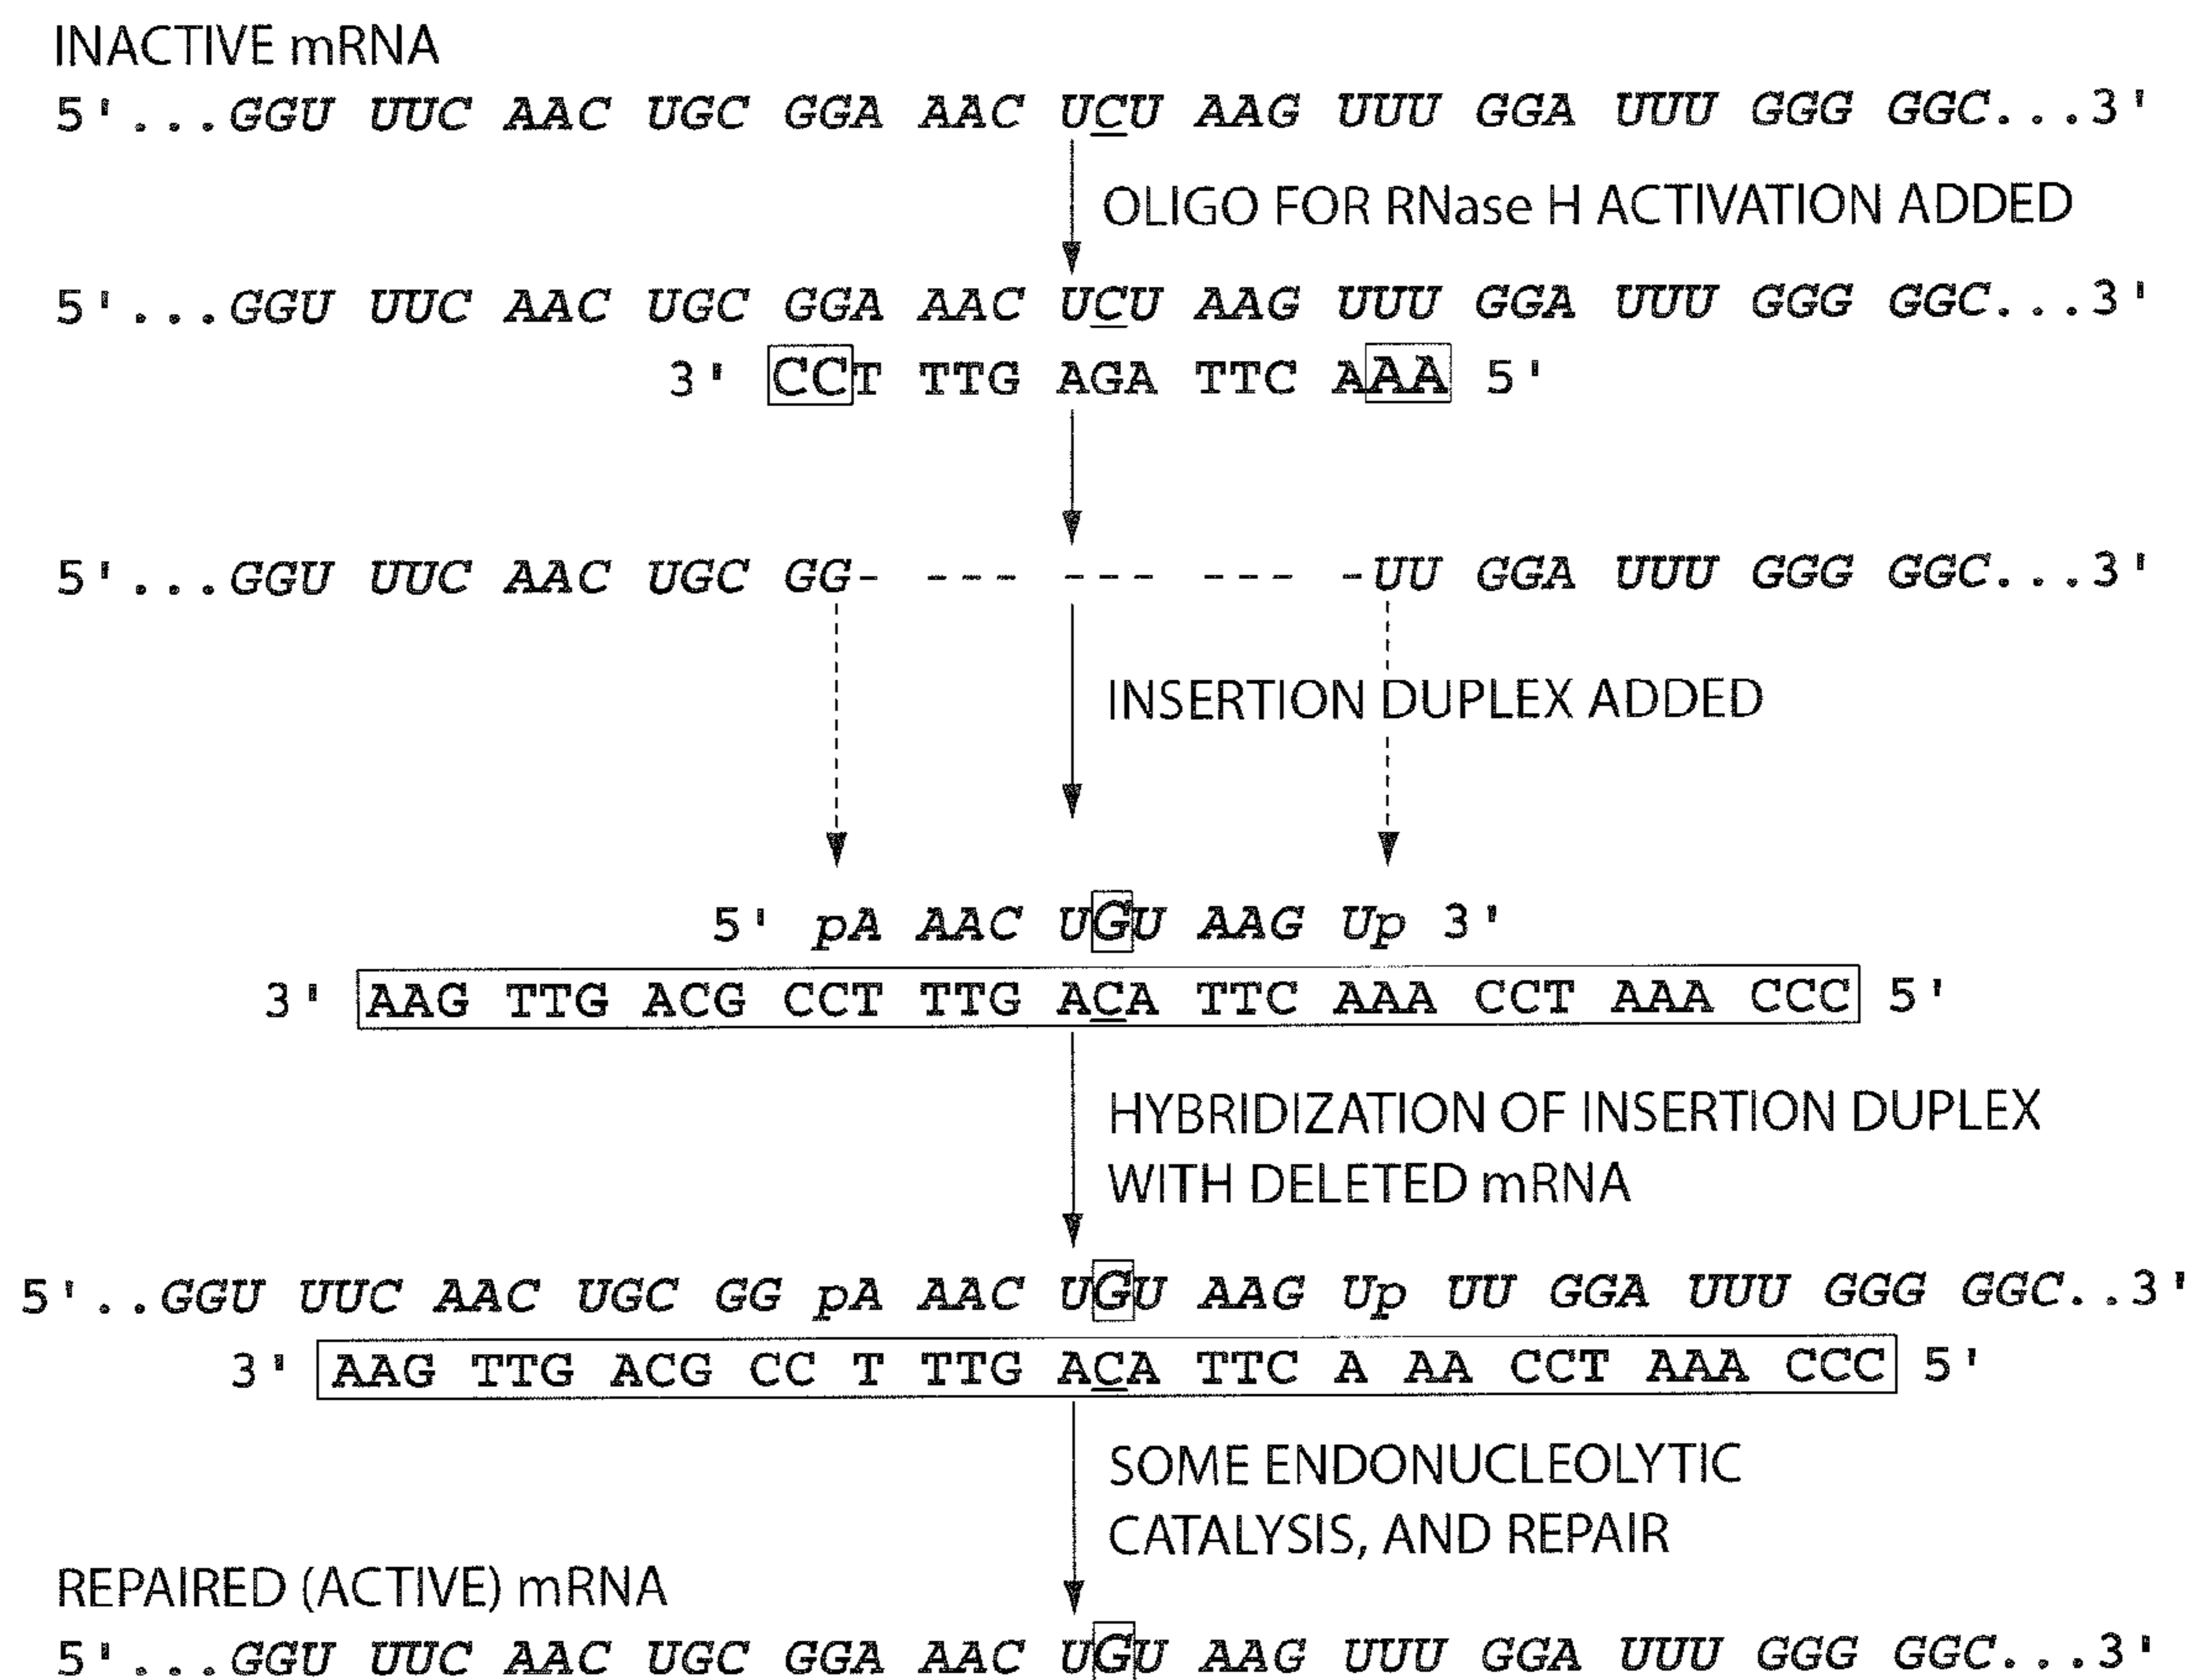 INACTIVE mRNA
5'...GGU UUC AAC UGC GGA AAC UCU AAG UUU GGA UUU GGG GGC...3'
OLIGO FOR RNase H ACTIVATION ADDED
5'...GGU UUC AAC UGC GGA AAC UCU AAG UUU GGA UUU GGG GGC...3'
3' CCT TTG AGA TTC AAA 5'
5'...GGU UUC AAC UGC GG- --- --- --- -UU GGA UUU GGG GGC...3'
INSERTION DUPLEX ADDED
5' pA AAC UGU AAG Up 3'
3' AAG TTG ACG CCT TTG ACA TTC AAA CCT AAA CCC 5'
HYBRIDIZATION OF INSERTION DUPLEX
WITH DELETED mRNA
5'..GGU UUC AAC UGC GG pA AAC UGU AAG Up UU GGA UUU GGG GGC..3'
3' AAG TTG ACG CC T TTG ACA TTC A AA CCT AAA CCC 5'
SOME ENDONUCLEOLYTIC
CATALYSIS, AND REPAIR
REPAIRED (ACTIVE) mRNA
5'...GGU UUC AAC UGC GGA AAC UGU AAG UUU GGA UUU GGG GGC...3'